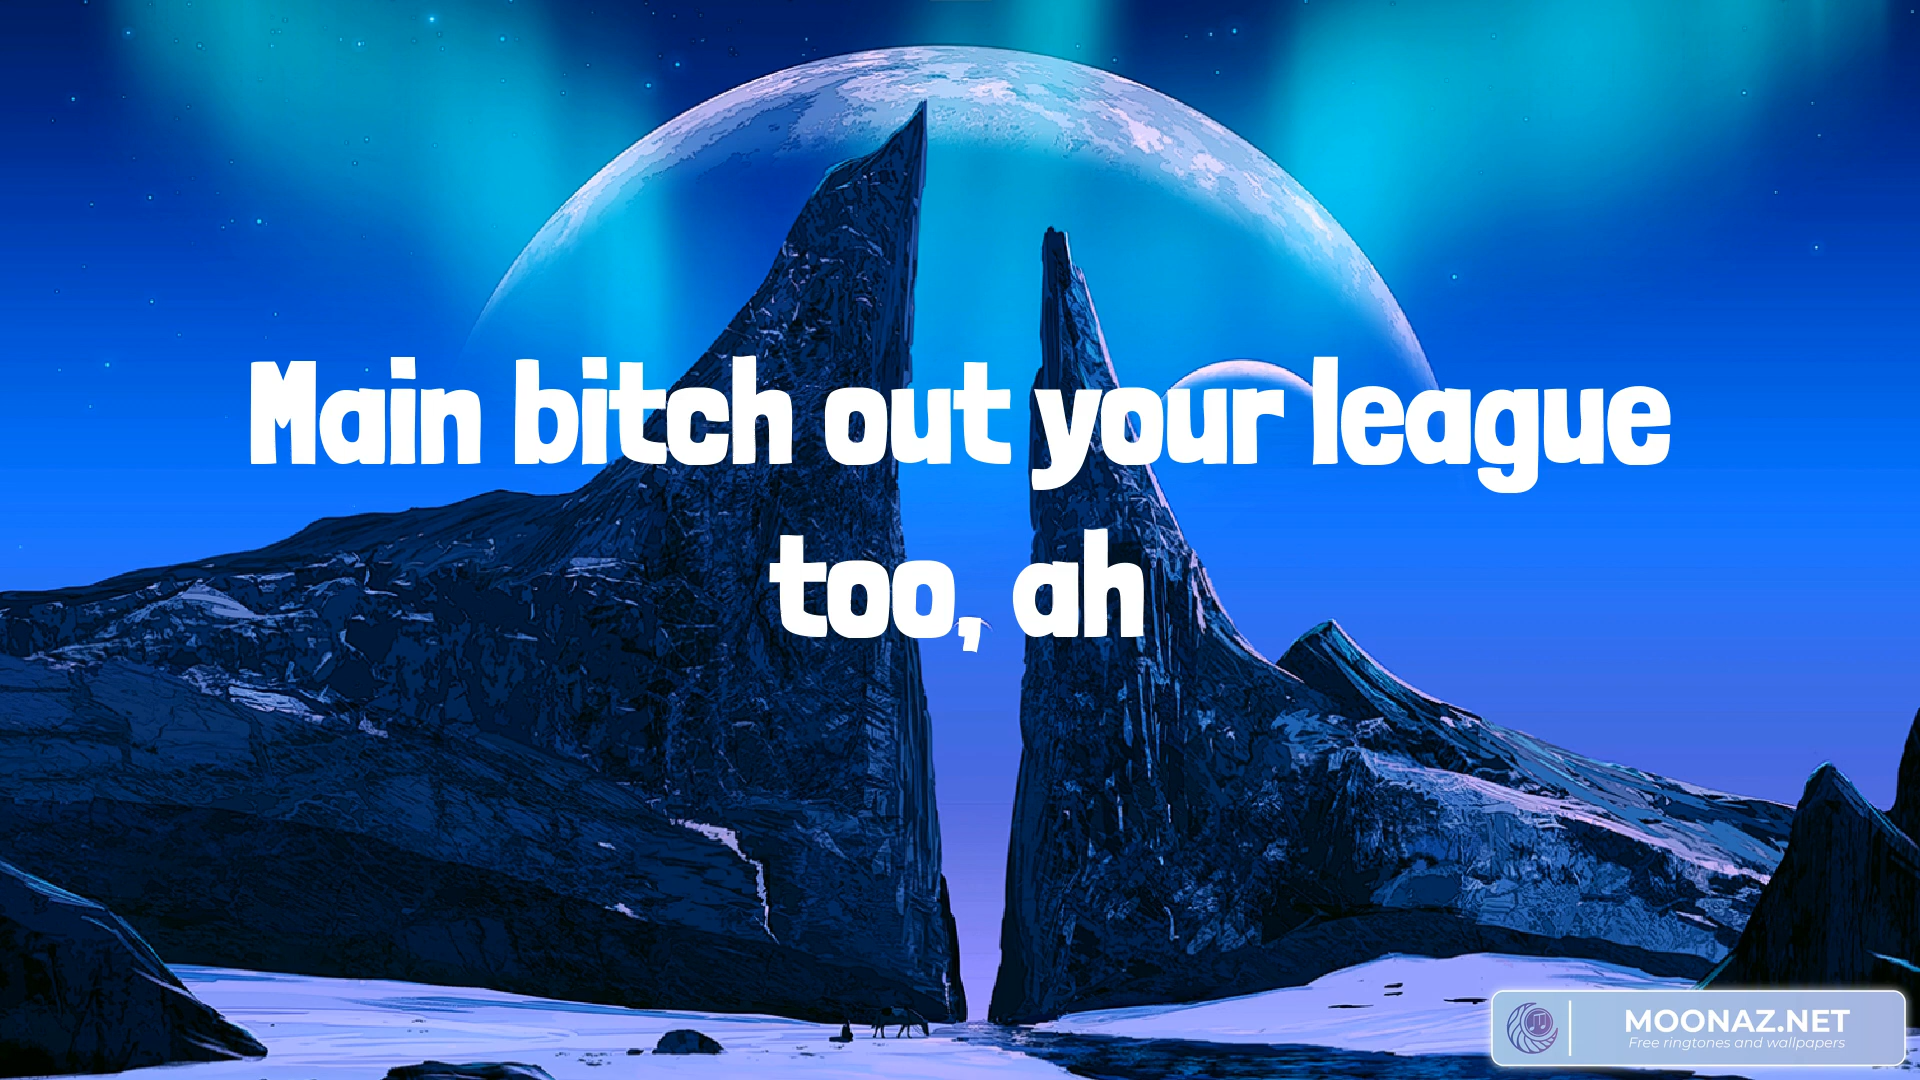 Main bitch out your league
too, ah
MOONAZ.NET
Free ringtones and wallpapers